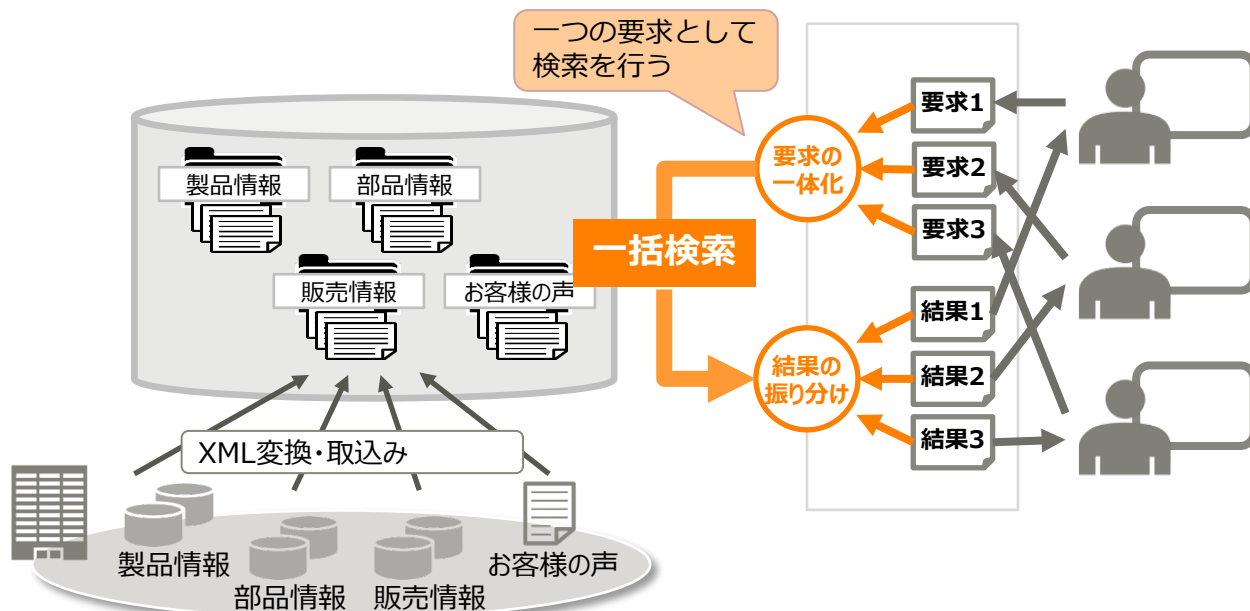 一つの要求として
検索を行う
製品情報
部品情報
販売情報
お客様の声
一括検索
要求の
一体化
要求1
要求2
要求3
結果の
振り分け
結果1
結果2
結果3
XML変換・取込み
製品情報
部品情報
販売情報
お客様の声